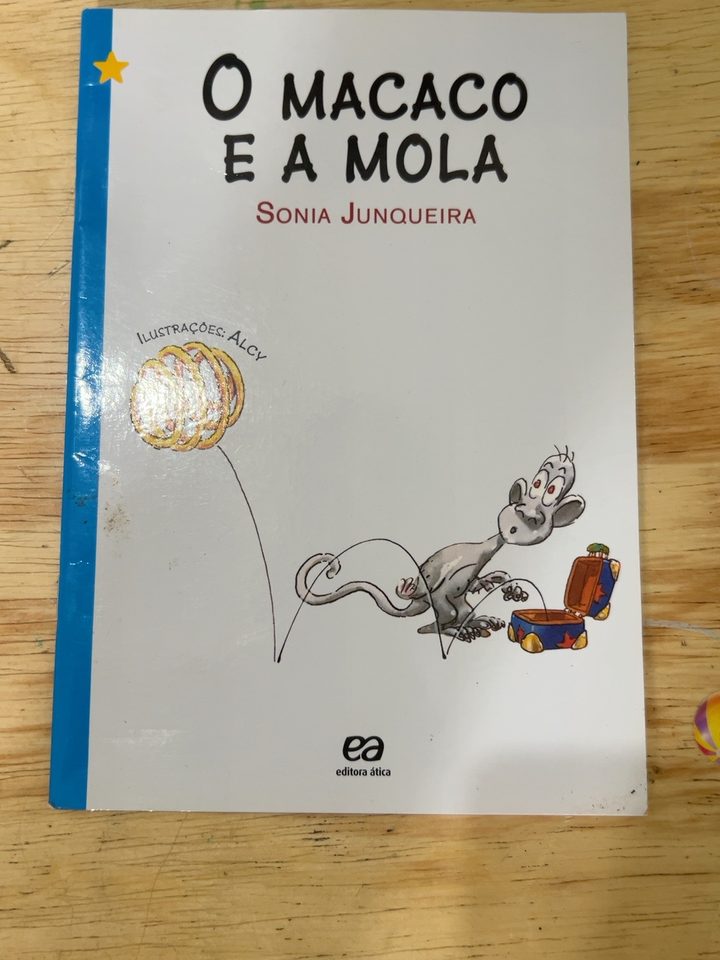 O MACACO
E A MOLA
SONIA JUNQUEIRA
ILUSTRAÇÕES: ALCY
ea
editora ática